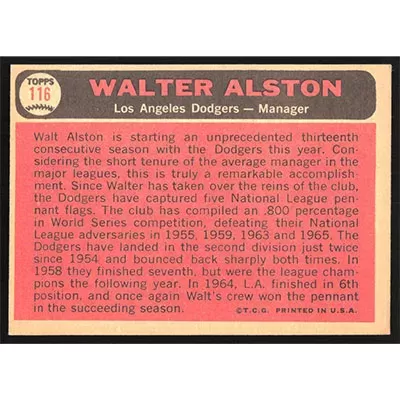 TOPPS
116
WALTER ALSTON
Los Angeles Dodgers — Manager
Walt Alston is starting an unprecedented thirteenth
consecutive season with the Dodgers this year. Con-
sidering the short tenure of the average manager in the
major leagues, this is truly a remarkable accomplish-
ment. Since Walter has taken over the reins of the club,
the Dodgers have captured five National League pen-
nant flags. The club has compiled an .800 percentage
in World Series competition, defeating their National
League adversaries in 1955, 1959, 1963 and 1965. The
Dodgers have landed in the second division just twice
since 1954 and bounced back sharply both times. In
1958 they finished seventh, but were the league cham-
pions the following year. In 1964, L.A. finished in 6th
position, and once again Walt's crew won the pennant
in the succeeding season.
©T.C.G. PRINTED IN U.S.A.